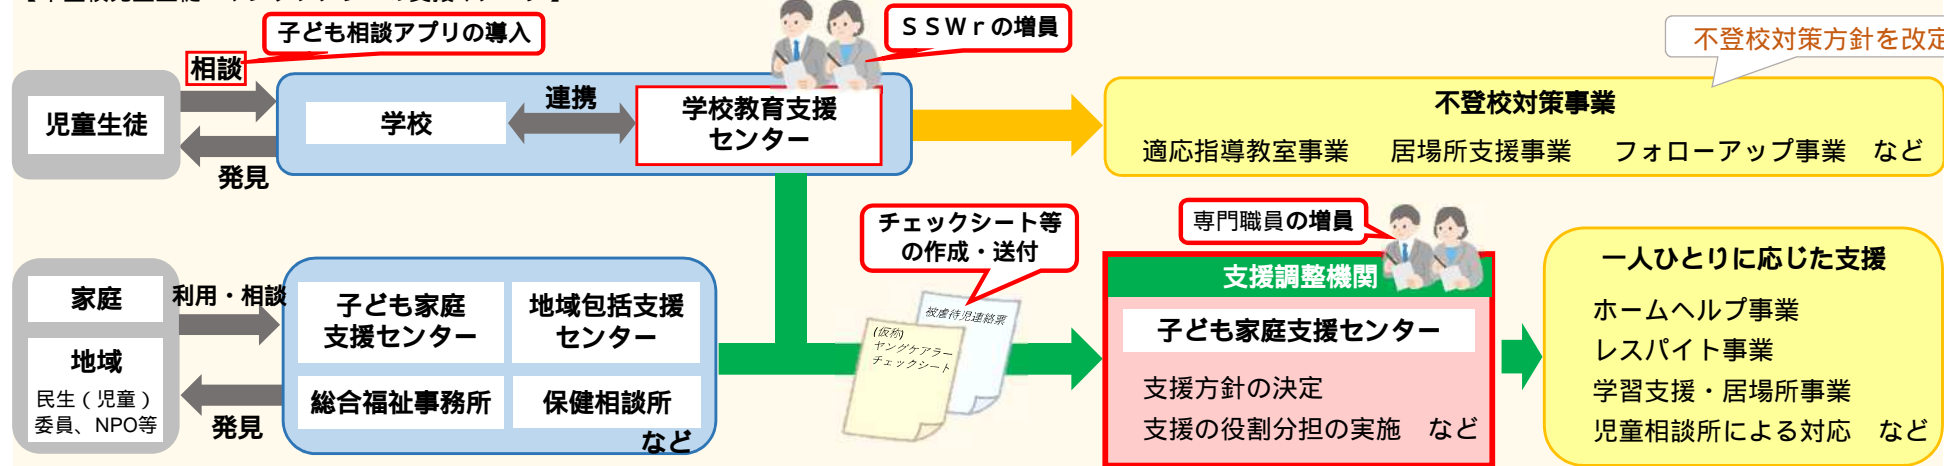 子ども相談アプリの導入
SSWrの増員
不登校対策方針を改定
相談
児童生徒
発見
学校
連携
学校教育支援
センター
不登校対策事業
適応指導教室事業 居場所支援事業 フォローアップ事業 など
チェックシート等
の作成・送付
専門職員の増員
家庭
地域
民生(児童)
委員、NPO等
利用・相談
発見
子ども家庭
支援センター
地域包括支援
センター
総合福祉事務所
保健相談所
など
被虐待児連絡票
(仮称)
ヤングケアラー
チェックシート
支援調整機関
子ども家庭支援センター
支援方針の決定
支援の役割分担の実施 など
一人ひとりに応じた支援
ホームヘルプ事業
レスパイト事業
学習支援・居場所事業
児童相談所による対応 など